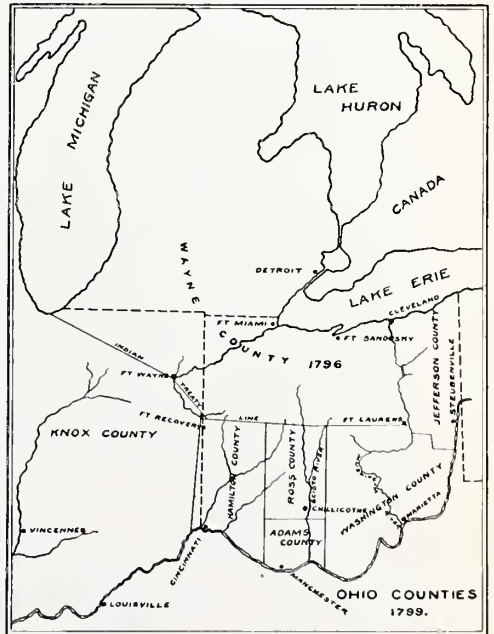 LAKE MICHIGAN
LAKE
HURON
CANADA
WAYNE
COUNTY 1796
DETROIT
LAKE ERIE
CLEVELAND
FT MIAMI
FT SANDUSKY
JEFFERSON COUNTY
STEUBENVILLE
INDIAN
TREATY
LINE
FT WAYNE
FT RECOVERY
FT LAURENS
KNOX COUNTY
HAMILTON COUNTY
ROSS COUNTY
SCIOTO RIVER
CHILLICOTHE
WASHINGTON COUNTY
MARIETTA
ADAMS
COUNTY
VINCENNES
CINCINNATI
MANCHESTER
LOUISVILLE
OHIO COUNTIES
1799.